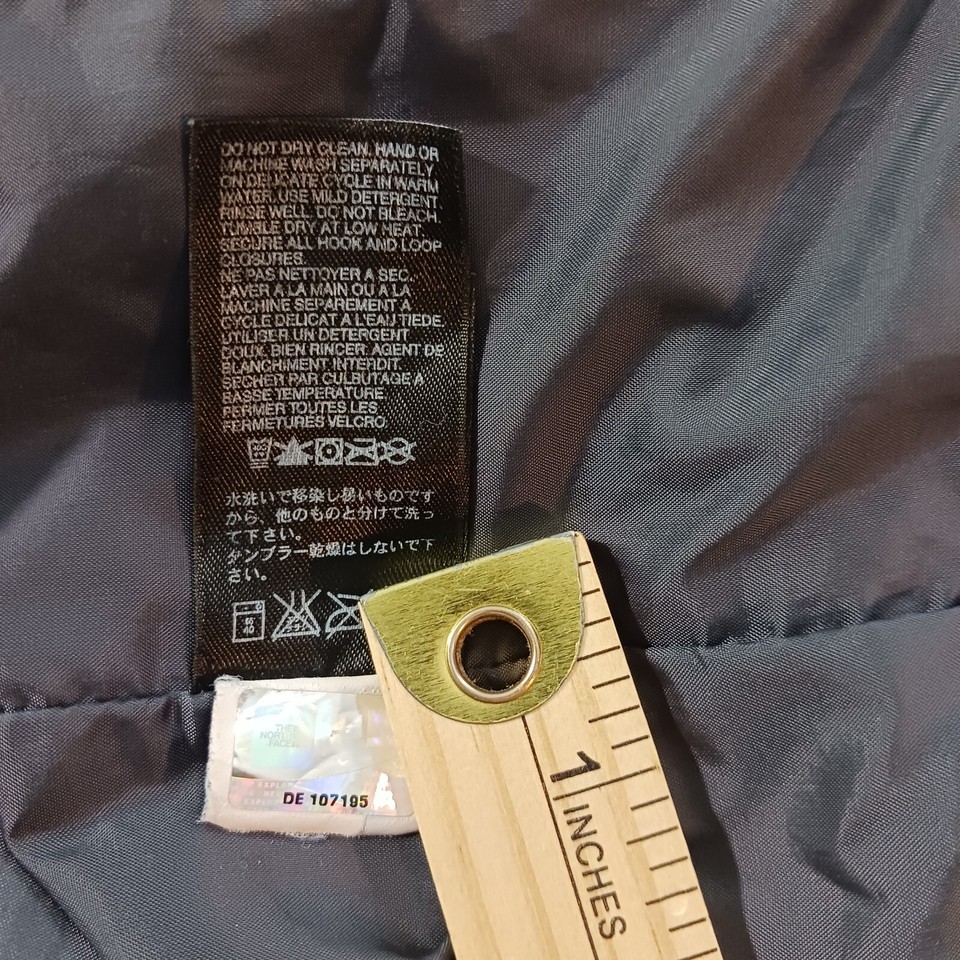 DO NOT DRY CLEAN. HAND OR
MACHINE WASH SEPARATELY
ON DELICATE CYCLE IN WARM
WATER. USE MILD DETERGENT.
RINSE WELL. DO NOT BLEACH.
TUMBLE DRY AT LOW HEAT.
SECURE ALL HOOK AND LOOP
CLOSURES.
NE PAS NETTOYER A SEC.
LAVER A LA MAIN OU A LA
MACHINE SEPAREMENT A
CYCLE DELICAT A L'EAU TIEDE.
UTILISER UN DETERGENT
DOUX. BIEN RINCER. AGENT DE
BLANCHIMENT INTERDIT.
SECHER PAR CULBUTAGE A
BASSE TEMPERATURE.
FERMER TOUTES LES
FERMETURES VELCRO.
水洗いで移染し易いものです
から、他のものと分けて洗っ
て下さい。
タンブラー乾燥はしないで下
さい。
40
THE
NORTH
FACE
DE 107195
1
INCHES